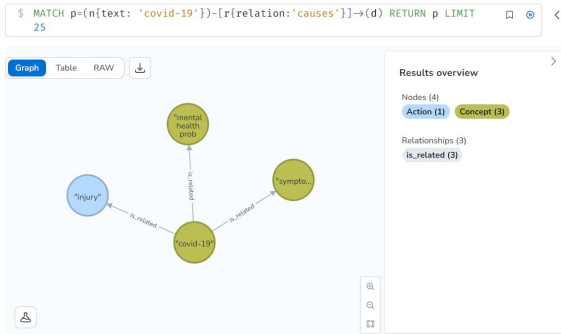 $ MATCH p=(n{text: 'covid-19'})-[r{relation:'causes'}]→(d) RETURN p LIMIT
25
Graph Table RAW
Results overview
Nodes (4)
Action (1) Concept (3)
Relationships (3)
is_related (3)
"mental
health
prob
"injury"
"sympto...
"covid-19"
is_related
is_related
is_related